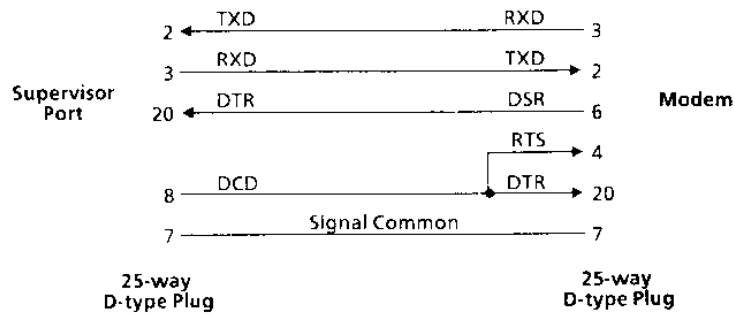 2 TXD RXD 3
3 RXD TXD 2
Supervisor
Port
20 DTR DSR 6
Modem
RTS 4
8 DCD DTR 20
7 Signal Common 7
25-way
D-type Plug
25-way
D-type Plug